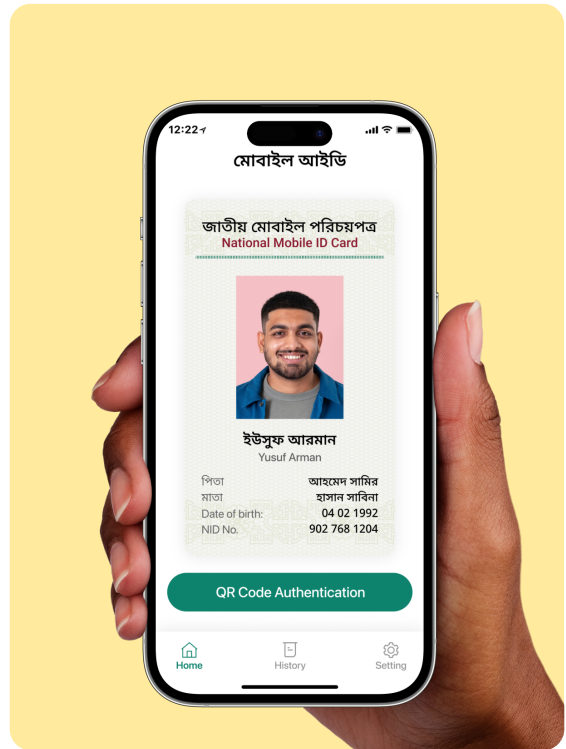 12:22
মোবাইল আইডি
জাতীয় মোবাইল পরিচয়পত্র
National Mobile ID Card
ইউসুফ আরমান
Yusuf Arman
পিতা আহমেদ সামির
মাতা হাসান সাবিনা
Date of birth: 04 02 1992
NID No. 902 768 1204
QR Code Authentication
Home History Setting